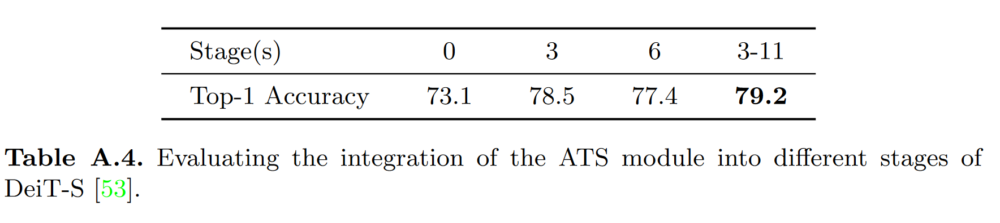 Stage(s) 0 3 6 3-11
Top-1 Accuracy 73.1 78.5 77.4 79.2
Table A.4. Evaluating the integration of the ATS module into different stages of
DeiT-S [53].